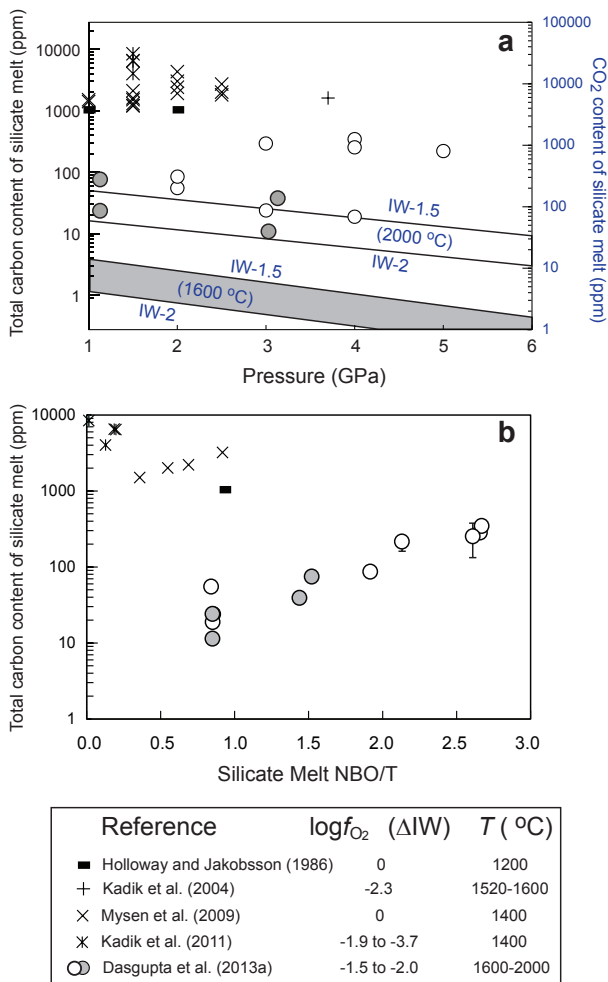 a
Total carbon content of silicate melt (ppm)
10000
1000
100
10
1
100000
10000
1000
100
10
1
CO2 content of silicate melt (ppm)
IW-1.5
(2000 °C)
IW-2
IW-1.5
(1600 °C)
IW-2
1 2 3 4 5 6
Pressure (GPa)
b
Total carbon content of silicate melt (ppm)
10000
1000
100
10
1
0.0 0.5 1.0 1.5 2.0 2.5 3.0
Silicate Melt NBO/T
Reference logfO2 (ΔIW) T (°C)
Holloway and Jakobsson (1986) 0 1200
Kadik et al. (2004) -2.3 1520-1600
Mysen et al. (2009) 0 1400
Kadik et al. (2011) -1.9 to -3.7 1400
Dasgupta et al. (2013a) -1.5 to -2.0 1600-2000